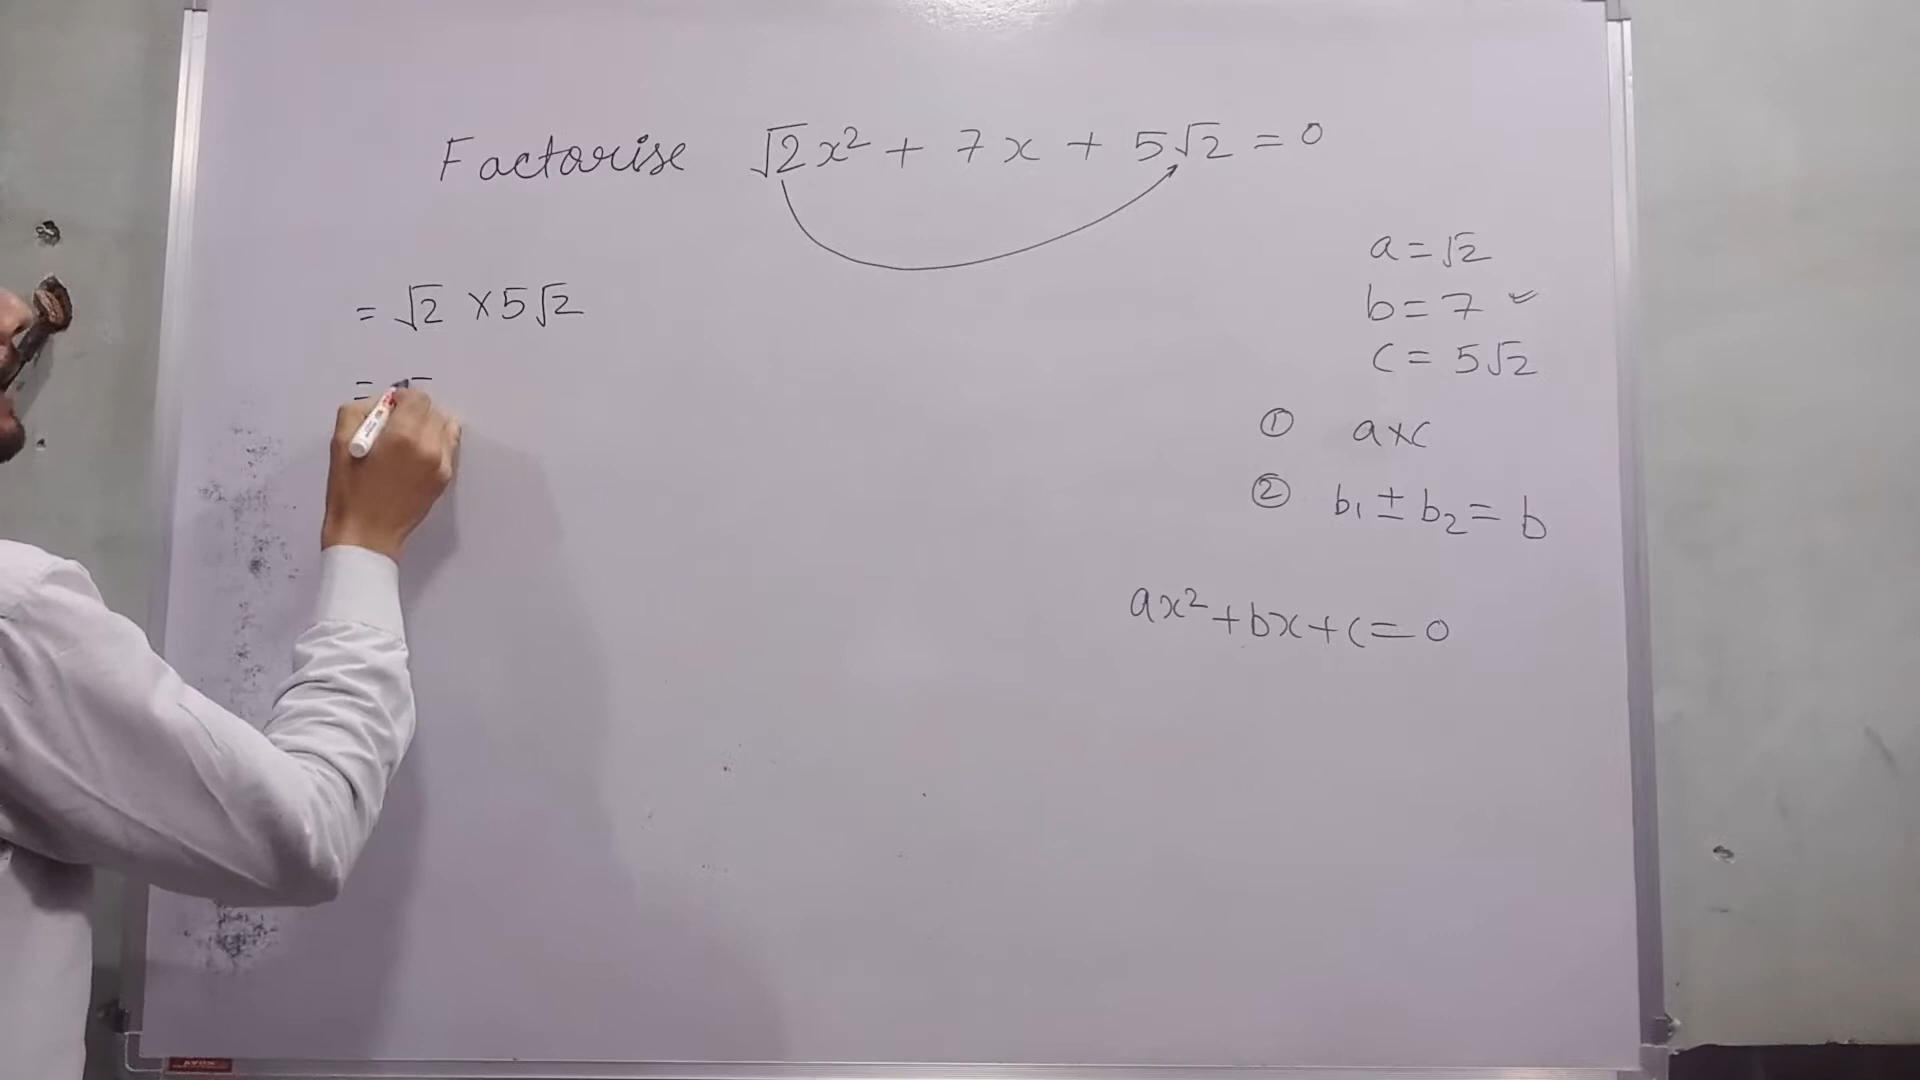 Factorise √2x² + 7x + 5√2 = 0
= √2 × 5√2
= √
a = √2
b = 7
c = 5√2
① a×c
② b₁ ± b₂ = b
ax² + bx + c = 0